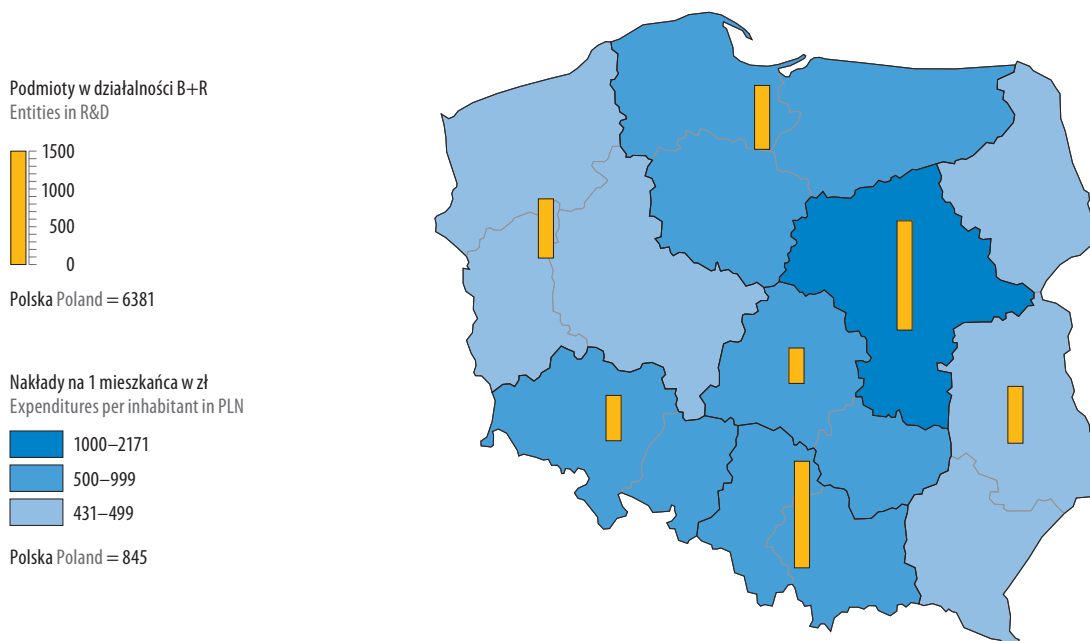 Podmioty w działalności B+R
Entities in R&D
1500
1000
500
0
Polska Poland = 6381
Nakłady na 1 mieszkańca w zł
Expenditures per inhabitant in PLN
1000–2171
500–999
431–499
Polska Poland = 845